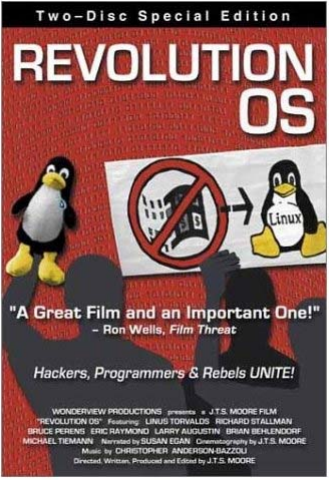 Two-Disc Special Edition
REVOLUTION
OS
Linux
"A Great Film and an Important One!"
– Ron Wells, Film Threat
Hackers, Programmers & Rebels UNITE!
WONDERVIEW PRODUCTIONS presents a J.T.S. MOORE FILM
"REVOLUTION OS" Featuring LINUS TORVALDS RICHARD STALLMAN
BRUCE PERENS ERIC RAYMOND LARRY AUGUSTIN BRIAN BEHLENDORF
MICHAEL TIEMANN Narrated by SUSAN EGAN Cinematography by J.T.S. MOORE
Music by CHRISTOPHER ANDERSON-BAZZOLI
Directed, Written, Produced and Edited by J.T.S. MOORE